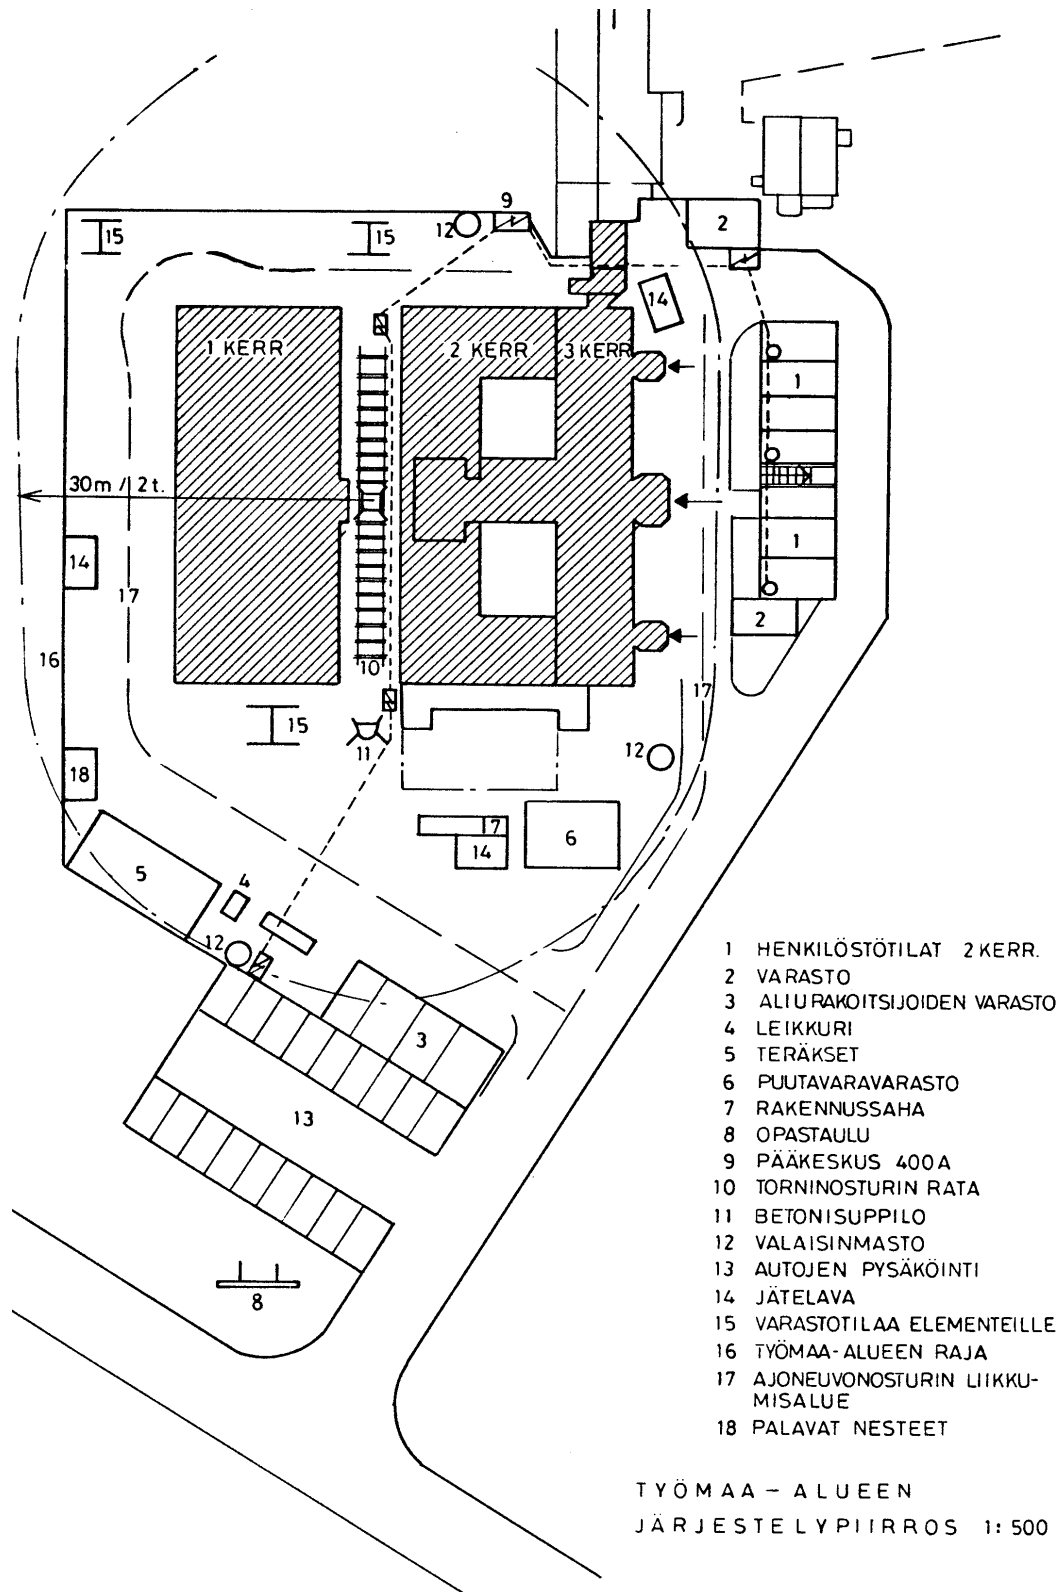 9
12
15
15
2
14
1 KERR
2 KERR
3 KERR
1
30m / 2t.
14
17
1
2
16
10
17
15
11
12
18
7
14
6
5
4
12
3
13
8
1 HENKILÖSTÖTILAT 2 KERR.
2 VARASTO
3 ALIURAKOITSIJOIDEN VARASTO
4 LEIKKURI
5 TERÄKSET
6 PUUTAVARAVARASTO
7 RAKENNUSSAHA
8 OPASTAULU
9 PÄÄKESKUS 400A
10 TORNINOSTURIN RATA
11 BETONISUPPILO
12 VALAISINMASTO
13 AUTOJEN PYSÄKÖINTI
14 JÄTELAVA
15 VARASTOTILAA ELEMENTEILLE
16 TYÖMAA-ALUEEN RAJA
17 AJONEUVONOSTURIN LIIKKU-
MISALUE
18 PALAVAT NESTEET
TYÖMAA – ALUEEN
JÄRJESTELYPIIRROS 1:500